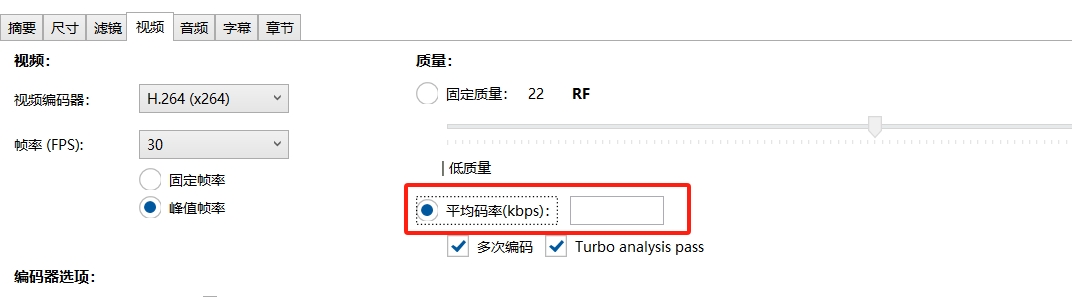 摘要 尺寸 滤镜 视频 音频 字幕 章节
视频:
视频编码器: H.264 (x264)
帧率 (FPS): 30
固定帧率
峰值帧率
质量:
固定质量: 22 RF
| 低质量
平均码率(kbps):
多次编码 Turbo analysis pass
编码器选项: